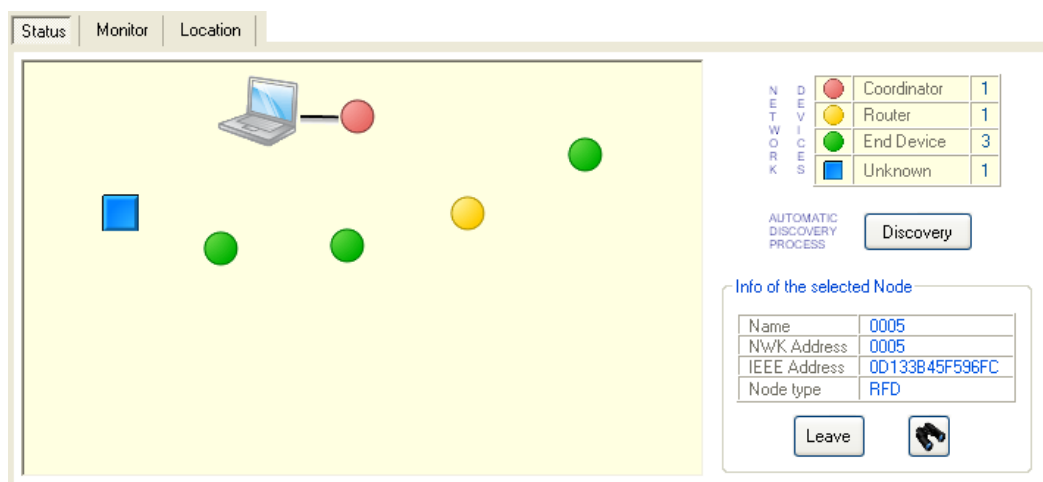 Status Monitor Location
NETWORK DEVICES
Coordinator 1
Router 1
End Device 3
Unknown 1
AUTOMATIC
DISCOVERY
PROCESS
Discovery
Info of the selected Node
Name 0005
NWK Address 0005
IEEE Address 0D133B45F596FC
Node type RFD
Leave